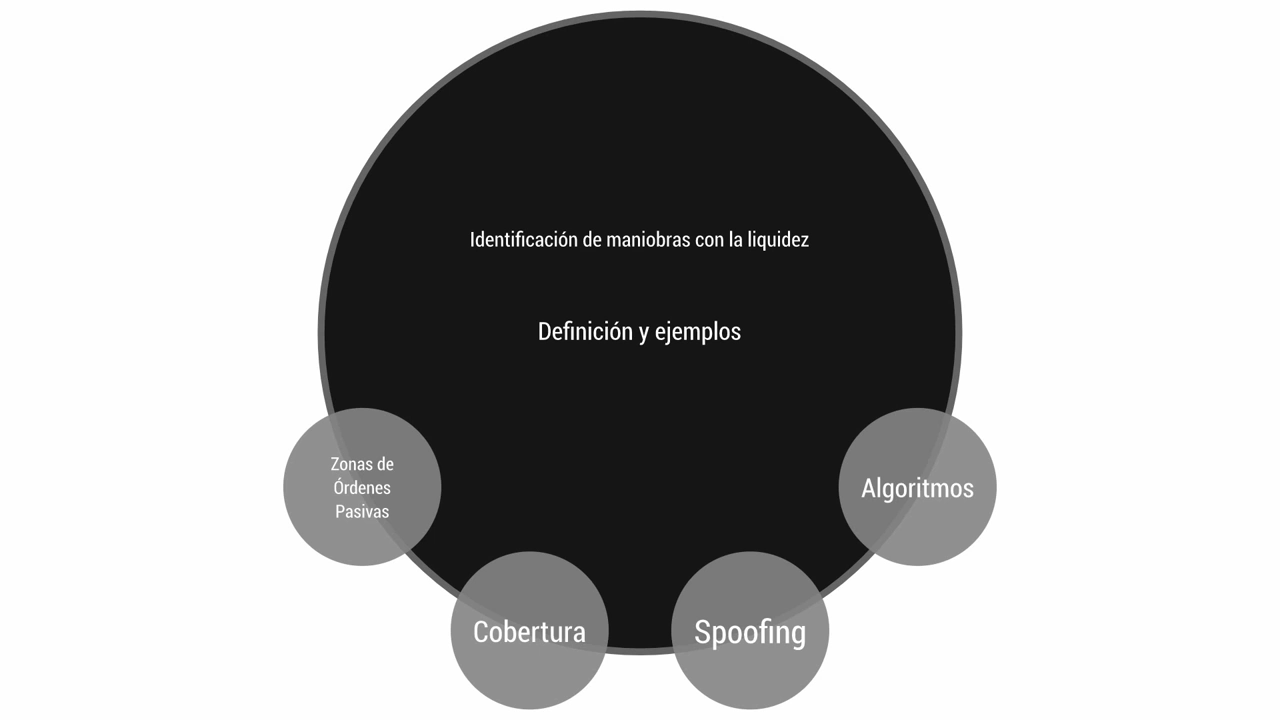 Identificación de maniobras con la liquidez
Definición y ejemplos
Zonas de
Órdenes
Pasivas
Cobertura
Spoofing
Algoritmos